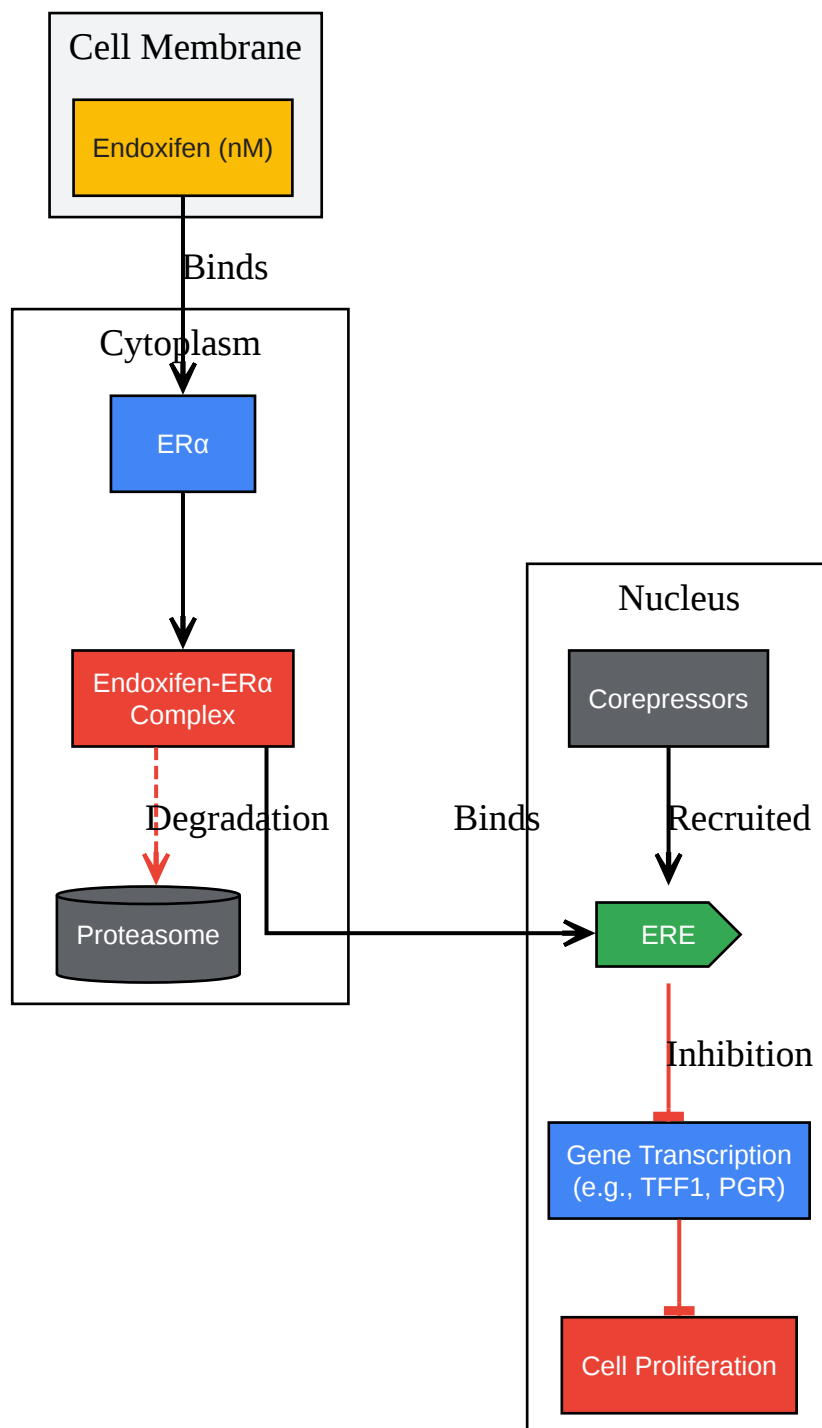 Cell Membrane
Endoxifen (nM)
Binds
Cytoplasm
ERα
Endoxifen-ERα
Complex
Degradation
Proteasome
Binds
Nucleus
Corepressors
Recruited
ERE
Inhibition
Gene Transcription
(e.g., TFF1, PGR)
Cell Proliferation